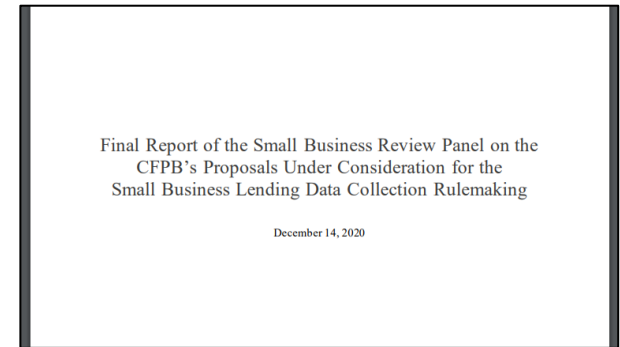 Final Report of the Small Business Review Panel on the
CFPB’s Proposals Under Consideration for the
Small Business Lending Data Collection Rulemaking
December 14, 2020